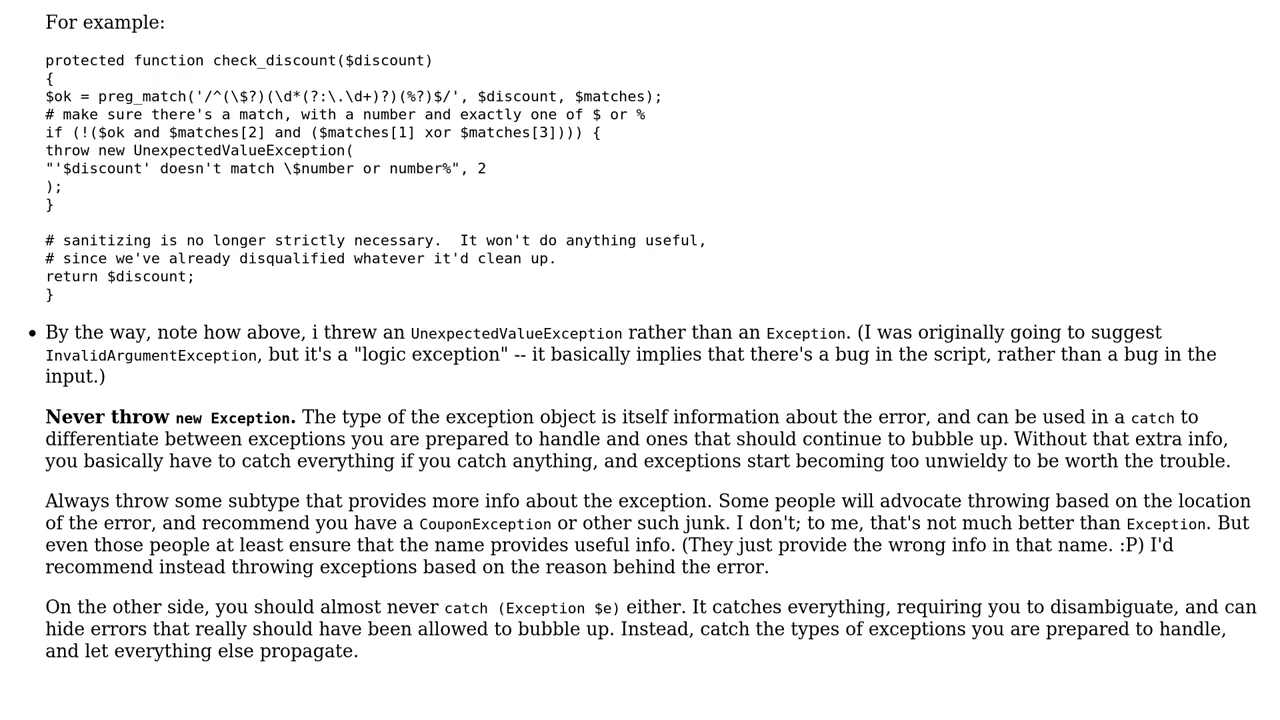 For example:
protected function check_discount($discount)
{
$ok = preg_match('/^(\$?)(\d*(?:\.\d+)?)(%?)$/', $discount, $matches);
# make sure there's a match, with a number and exactly one of $ or %
if (!($ok and $matches[2] and ($matches[1] xor $matches[3]))) {
throw new UnexpectedValueException(
"'$discount' doesn't match \$number or number%", 2
);
}
# sanitizing is no longer strictly necessary.  It won't do anything useful,
# since we've already disqualified whatever it'd clean up.
return $discount;
}
• By the way, note how above, i threw an UnexpectedValueException rather than an Exception. (I was originally going to suggest
InvalidArgumentException, but it's a "logic exception" -- it basically implies that there's a bug in the script, rather than a bug in the
input.)
Never throw new Exception. The type of the exception object is itself information about the error, and can be used in a catch to
differentiate between exceptions you are prepared to handle and ones that should continue to bubble up. Without that extra info,
you basically have to catch everything if you catch anything, and exceptions start becoming too unwieldy to be worth the trouble.
Always throw some subtype that provides more info about the exception. Some people will advocate throwing based on the location
of the error, and recommend you have a CouponException or other such junk. I don't; to me, that's not much better than Exception. But
even those people at least ensure that the name provides useful info. (They just provide the wrong info in that name. :P) I'd
recommend instead throwing exceptions based on the reason behind the error.
On the other side, you should almost never catch (Exception $e) either. It catches everything, requiring you to disambiguate, and can
hide errors that really should have been allowed to bubble up. Instead, catch the types of exceptions you are prepared to handle,
and let everything else propagate.